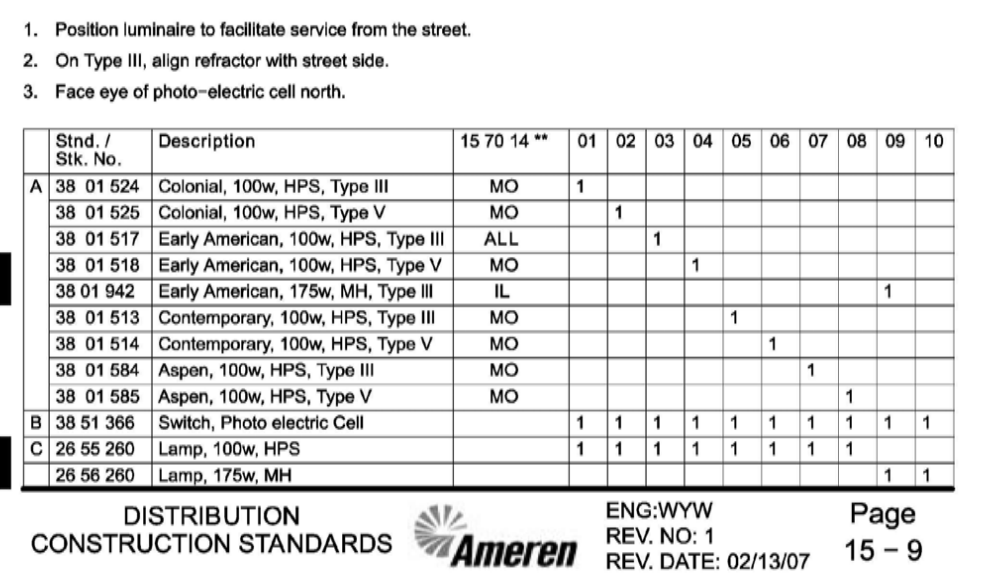 1. Position luminaire to facilitate service from the street.
2. On Type III, align refractor with street side.
3. Face eye of photo-electric cell north.
Stnd. / Description 15 70 14 ** 01 02 03 04 05 06 07 08 09 10
Stk. No.
A 38 01 524 Colonial, 100w, HPS, Type III MO 1
38 01 525 Colonial, 100w, HPS, Type V MO 1
38 01 517 Early American, 100w, HPS, Type III ALL 1
38 01 518 Early American, 100w, HPS, Type V MO 1
38 01 942 Early American, 175w, MH, Type III IL 1
38 01 513 Contemporary, 100w, HPS, Type III MO 1
38 01 514 Contemporary, 100w, HPS, Type V MO 1
38 01 584 Aspen, 100w, HPS, Type III MO 1
38 01 585 Aspen, 100w, HPS, Type V MO 1
B 38 51 366 Switch, Photo electric Cell 1 1 1 1 1 1 1 1 1 1
C 26 55 260 Lamp, 100w, HPS 1 1 1 1 1 1 1 1
26 56 260 Lamp, 175w, MH 1 1
DISTRIBUTION
CONSTRUCTION STANDARDS
Ameren
ENG:WYW
REV. NO: 1
REV. DATE: 02/13/07
Page
15 - 9